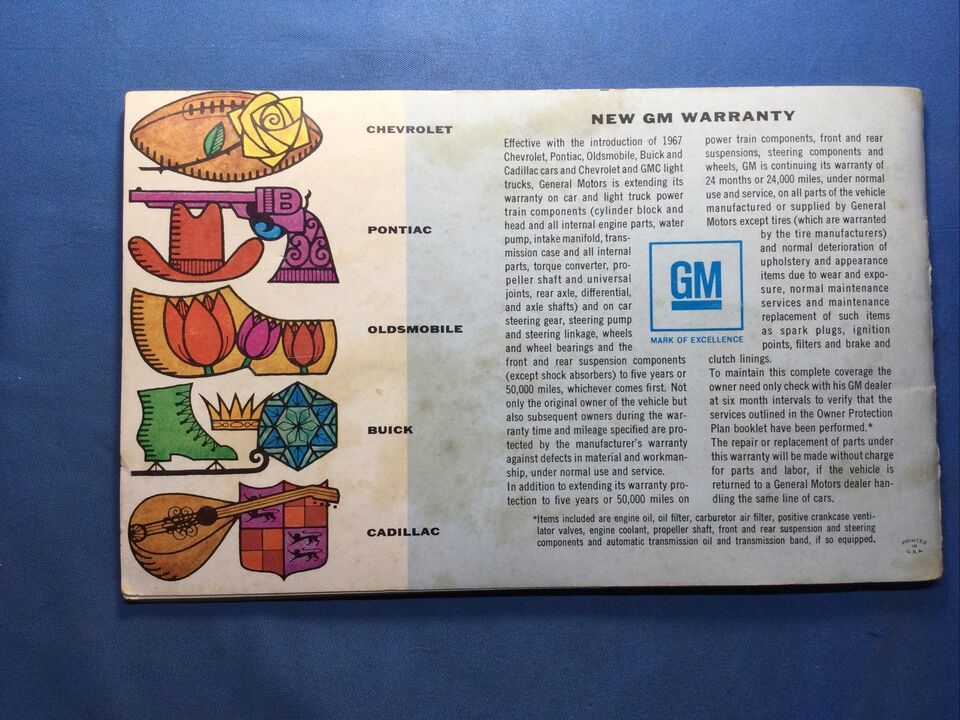 CHEVROLET
PONTIAC
OLDSMOBILE
BUICK
CADILLAC
NEW GM WARRANTY
Effective with the introduction of 1967
Chevrolet, Pontiac, Oldsmobile, Buick and
Cadillac cars and Chevrolet and GMC light
trucks, General Motors is extending its
warranty on car and light truck power
train components (cylinder block and
head and all internal engine parts, water
pump, intake manifold, trans-
mission case and all internal
parts, torque converter, pro-
peller shaft and universal
joints, rear axle, differential,
and axle shafts) and on car
steering gear, steering pump
and steering linkage, wheels
and wheel bearings and the
front and rear suspension components
(except shock absorbers) to five years or
50,000 miles, whichever comes first. Not
only the original owner of the vehicle but
also subsequent owners during the war-
ranty time and mileage specified are pro-
tected by the manufacturer's warranty
against defects in material and workman-
ship, under normal use and service.
In addition to extending its warranty pro-
tection to five years or 50,000 miles on
power train components, front and rear
suspensions, steering components and
wheels, GM is continuing its warranty of
24 months or 24,000 miles, under normal
use and service, on all parts of the vehicle
manufactured or supplied by General
Motors except tires (which are warranted
by the tire manufacturers)
and normal deterioration of
upholstery and appearance
items due to wear and expo-
sure, normal maintenance
services and maintenance
replacement of such items
as spark plugs, ignition
points, filters and brake and
clutch linings.
To maintain this complete coverage the
owner need only check with his GM dealer
at six month intervals to verify that the
services outlined in the Owner Protection
Plan booklet have been performed.*
The repair or replacement of parts under
this warranty will be made without charge
for parts and labor, if the vehicle is
returned to a General Motors dealer han-
dling the same line of cars.
GM
MARK OF EXCELLENCE
*Items included are engine oil, oil filter, carburetor air filter, positive crankcase venti-
lator valves, engine coolant, propeller shaft, front and rear suspension and steering
components and automatic transmission oil and transmission band, if so equipped.
PRINTED
IN
U.S.A.